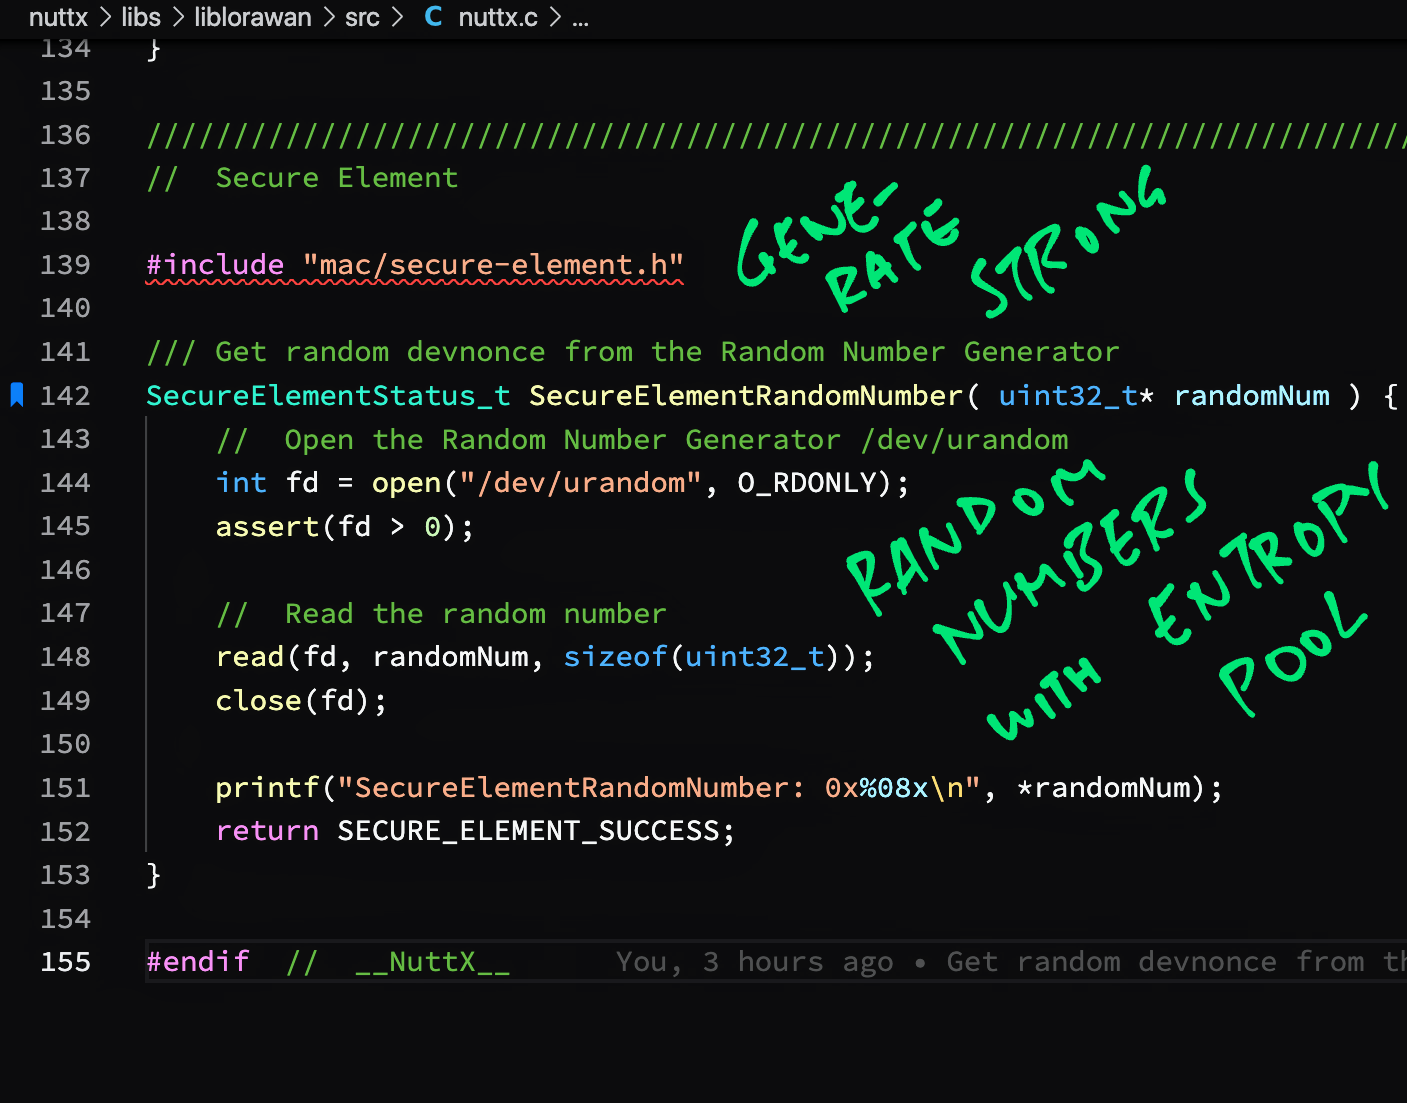 nuttx > libs > liblorawan > src > C nuttx.c > ...
134 }
135
136 ////////////////////////////////////////////////////////////////////////
137 // Secure Element
138
GENE-
RATE STRONG
139 #include "mac/secure-element.h"
140
141 /// Get random devnonce from the Random Number Generator
142 SecureElementStatus_t SecureElementRandomNumber( uint32_t* randomNum ) {
143 // Open the Random Number Generator /dev/urandom
144 int fd = open("/dev/urandom", O_RDONLY);
145 assert(fd > 0);
146
RANDOM
NUMBERS
WITH
ENTROPY
POOL
147 // Read the random number
148 read(fd, randomNum, sizeof(uint32_t));
149 close(fd);
150
151 printf("SecureElementRandomNumber: 0x%08x\n", *randomNum);
152 return SECURE_ELEMENT_SUCCESS;
153 }
154
155 #endif // __NuttX__ You, 3 hours ago • Get random devnonce from th